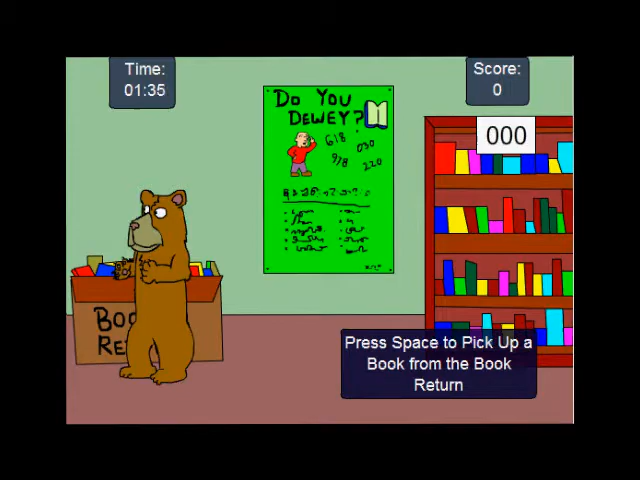 Time:
01:35
Score:
0
DO YOU
DEWEY?
618
030
978
220
000
BOO
RE
Press Space to Pick Up a
Book from the Book
Return